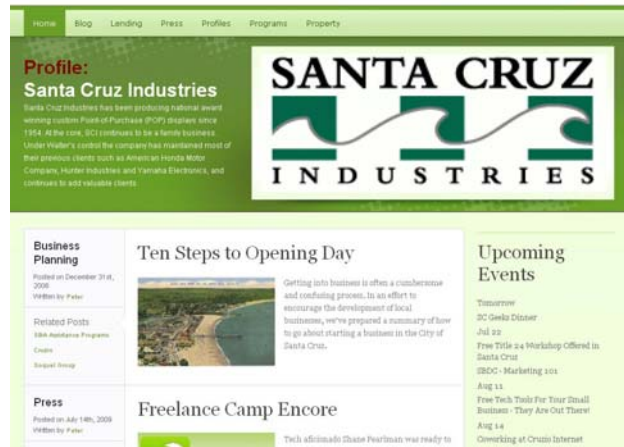 Home Blog Lending Press Profiles Programs Property
Profile:
Santa Cruz Industries
Santa Cruz Industries has been producing national award
winning custom Point-of-Purchase (POP) displays since
1954. At the core, SCI continues to be a family business.
Under Walter's control the company has maintained most of
their previous clients such as American Honda Motor
Company, Hunter Industries and Yamaha Electronics, and
continues to add valuable clients.
SANTA CRUZ
INDUSTRIES
Business
Planning
Posted on December 31st,
2008
Written by Peter
Related Posts
SBA Assistance Programs
Cruzio
Soquel Group
Ten Steps to Opening Day
Getting into business is often a cumbersome
and confusing process. In an effort to
encourage the development of local
businesses, we've prepared a summary of how
to go about starting a business in the City of
Santa Cruz.
Press
Posted on July 14th, 2009
Written by Peter
Freelance Camp Encore
Tech aficionado Shane Pearlman was ready to
Upcoming
Events
Tomorrow
SC Geeks Dinner
Jul 22
Free Title 24 Workshop Offered in
Santa Cruz
SBDC - Marketing 101
Aug 11
Free Tech Tools For Your Small
Business - They Are Out There!
Aug 14
Coworking at Cruzio Internet